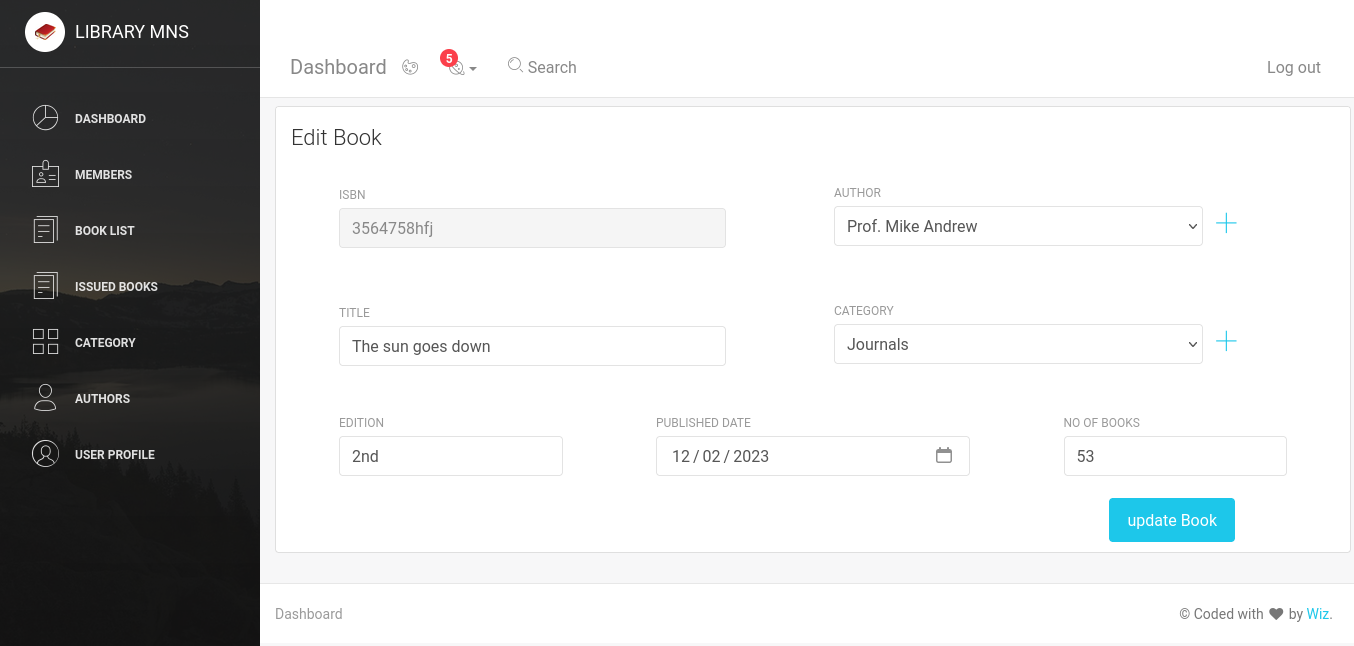 LIBRARY MNS
DASHBOARD
MEMBERS
BOOK LIST
ISSUED BOOKS
CATEGORY
AUTHORS
USER PROFILE
Dashboard 5 Search Log out
Edit Book
ISBN
3564758hfj
AUTHOR
Prof. Mike Andrew
TITLE
The sun goes down
CATEGORY
Journals
EDITION
2nd
PUBLISHED DATE
12/02/2023
NO OF BOOKS
53
update Book
Dashboard
© Coded with ♥ by Wiz.